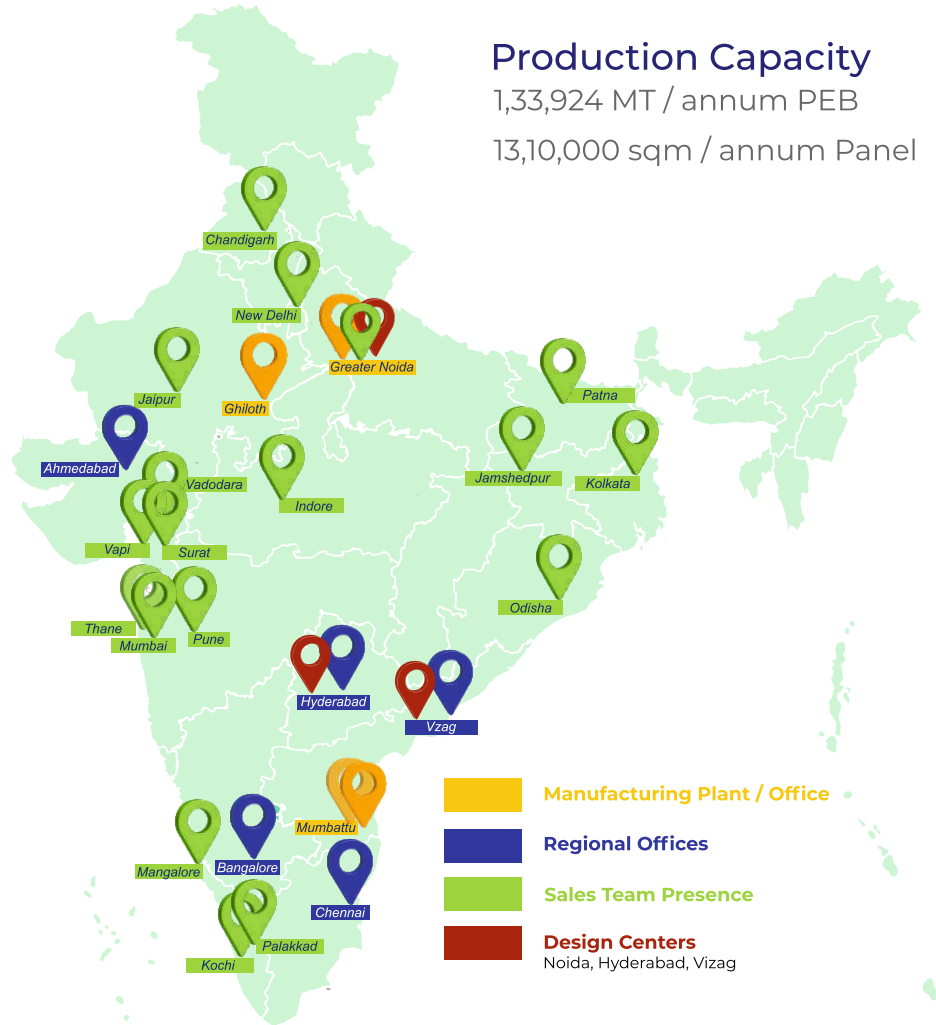 Production Capacity
1,33,924 MT / annum PEB
13,10,000 sqm / annum Panel
Chandigarh
New Delhi
Greater Noida
Jaipur
Ghiloth
Patna
Ahmedabad
Vadodara
Indore
Jamshedpur
Kolkata
Vapi
Surat
Odisha
Thane
Mumbai
Pune
Hyderabad
Vzag
Mumbattu
Mangalore
Bangalore
Chennai
Palakkad
Kochi
Manufacturing Plant / Office
Regional Offices
Sales Team Presence
Design Centers
Noida, Hyderabad, Vizag